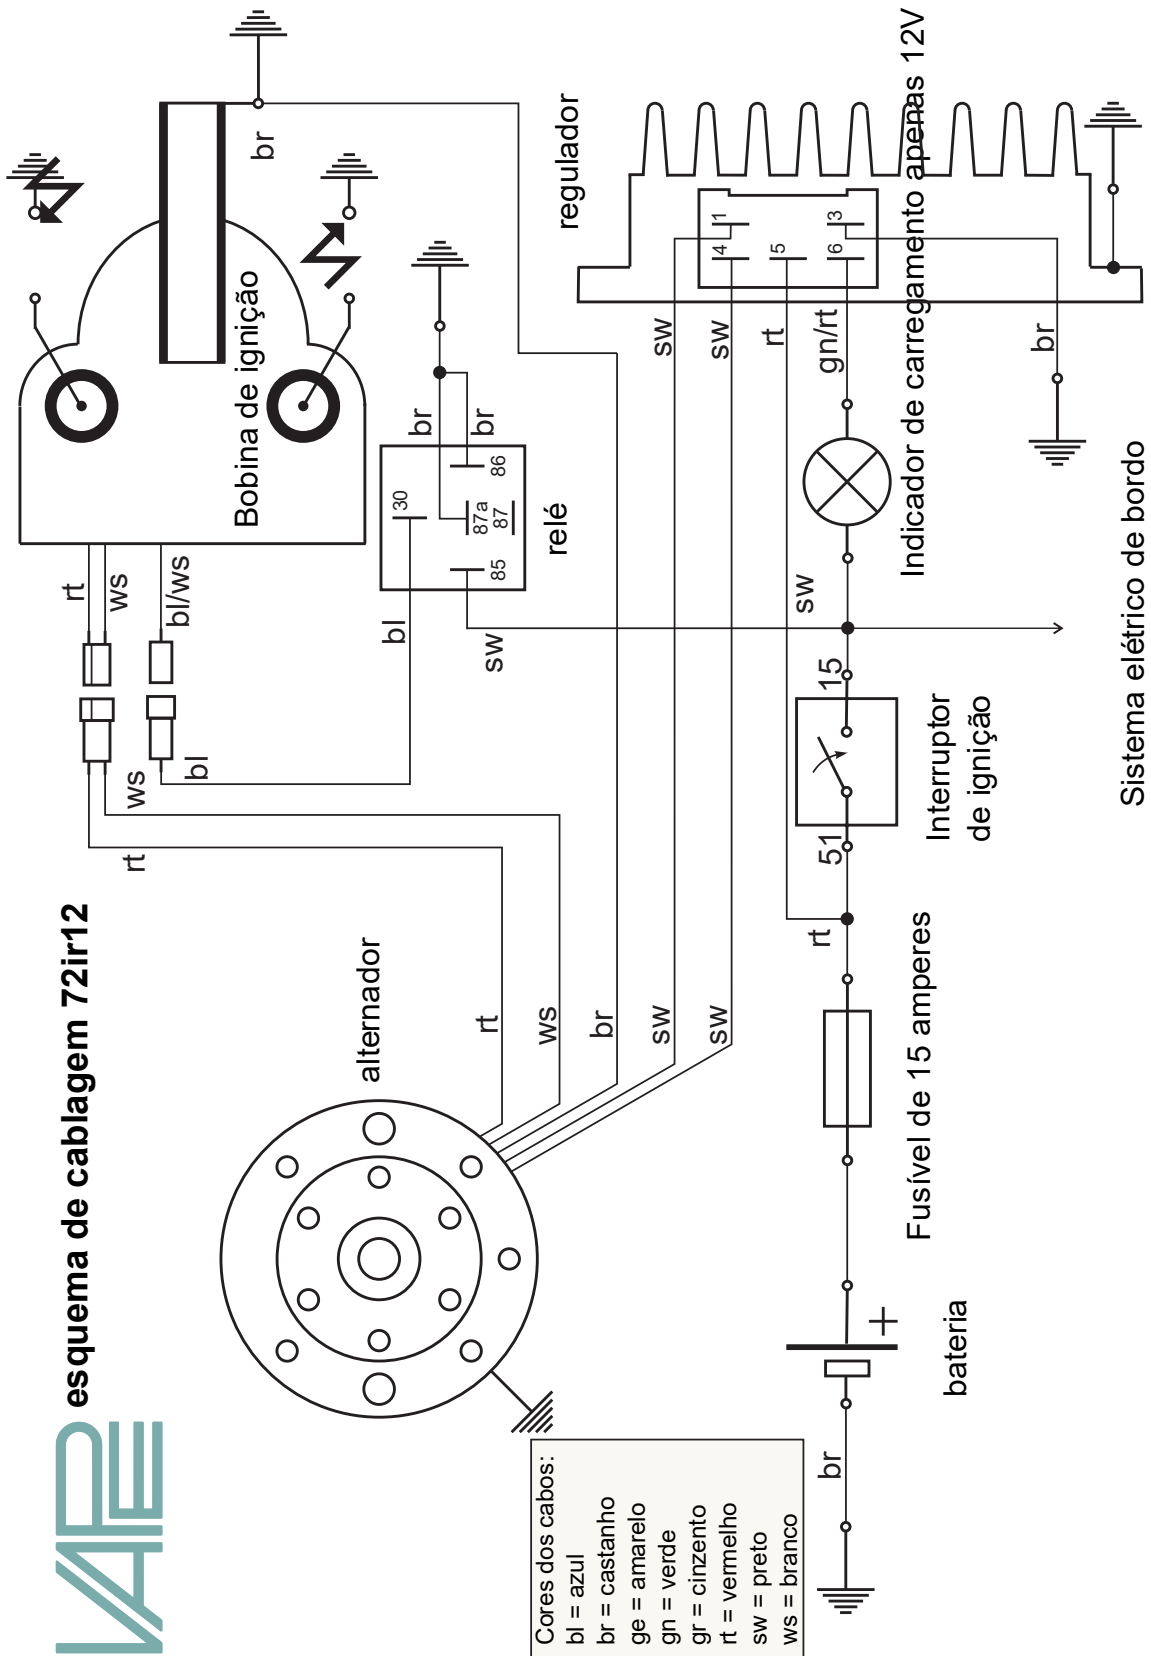 VAPE
esquema de cablagem 72ir12
Bobina de ignição
rt
ws
bl/ws
br
rt
ws
bl
bl
br
br
30
86
87a
87
85
relé
sw
alternador
rt
ws
br
sw
sw
regulador
1
4
5
3
6
sw
sw
rt
gn/rt
br
Indicador de carregamento apenas 12V
sw
15
51
Interruptor
de ignição
Sistema elétrico de bordo
rt
Fusível de 15 amperes
+
bateria
br
Cores dos cabos:
bl = azul
br = castanho
ge = amarelo
gn = verde
gr = cinzento
rt = vermelho
sw = preto
ws = branco